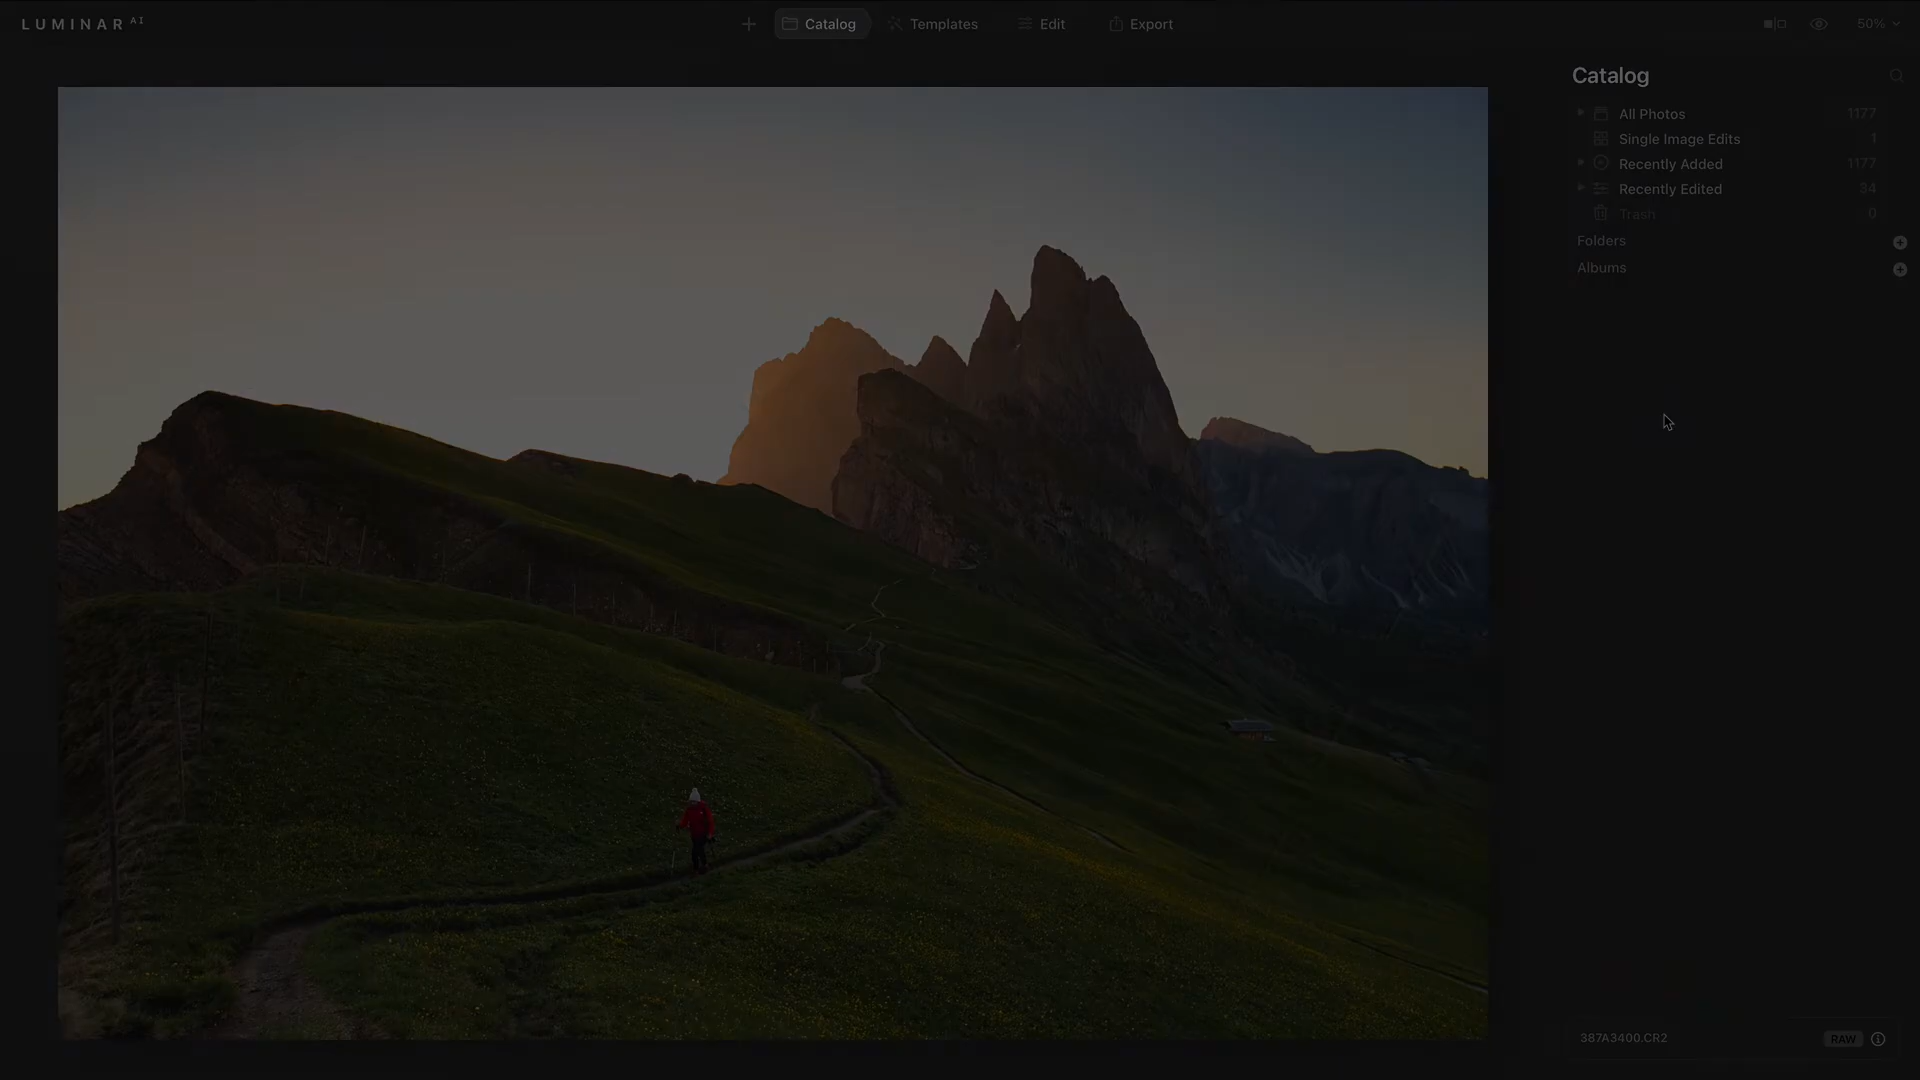 LUMINAR AI
Catalog
Templates
Edit
Export
50%
Catalog
All Photos 1177
Single Image Edits 1
Recently Added 1177
Recently Edited 34
Trash 0
Folders
Albums
387A3400.CR2
RAW